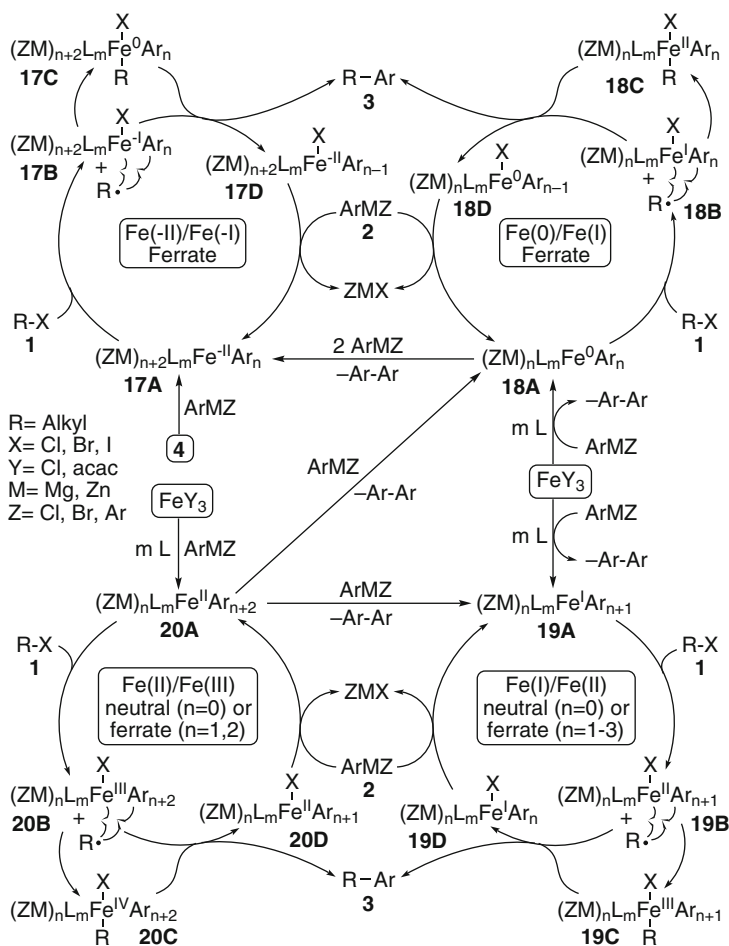 X X
(ZM)n+2LmFe⁰Arn (ZM)nLmFeᴵᴵArn
17C R R–Ar R 18C
3
X X
(ZM)n+2LmFe⁻ᴵArn (ZM)nLmFeᴵArn
17B + X X +
R• (ZM)n+2LmFe⁻ᴵᴵArn–1 (ZM)nLmFe⁰Arn–1 R• 18B
17D 18D
ArMZ
2
Fe(-II)/Fe(-I) Fe(0)/Fe(I)
Ferrate Ferrate
ZMX
R-X R-X
1 1
2 ArMZ
(ZM)n+2LmFe⁻ᴵᴵArn (ZM)nLmFe⁰Arn
–Ar-Ar
17A 18A
ArMZ
–Ar-Ar
m L
ArMZ
R= Alkyl
X= Cl, Br, I
Y= Cl, acac
M= Mg, Zn
Z= Cl, Br, Ar
4
ArMZ
–Ar-Ar
FeY3 FeY3
m L ArMZ
ArMZ
m L
–Ar-Ar
ArMZ
(ZM)nLmFeᴵᴵArn+2 (ZM)nLmFeᴵArn+1
–Ar-Ar
20A 19A
R-X R-X
1 1
Fe(II)/Fe(III) Fe(I)/Fe(II)
neutral (n=0) or ZMX neutral (n=0) or
ferrate (n=1,2) ferrate (n=1-3)
ArMZ
2
X X X X
(ZM)nLmFeᴵᴵᴵArn+2 (ZM)nLmFeᴵᴵArn+1 (ZM)nLmFeᴵArn (ZM)nLmFeᴵᴵArn+1
20B + 20D 19D + 19B
R• R•
X X
R–Ar
(ZM)nLmFeᴵⱽArn+2 3 (ZM)nLmFeᴵᴵᴵArn+1
R 20C 19C R